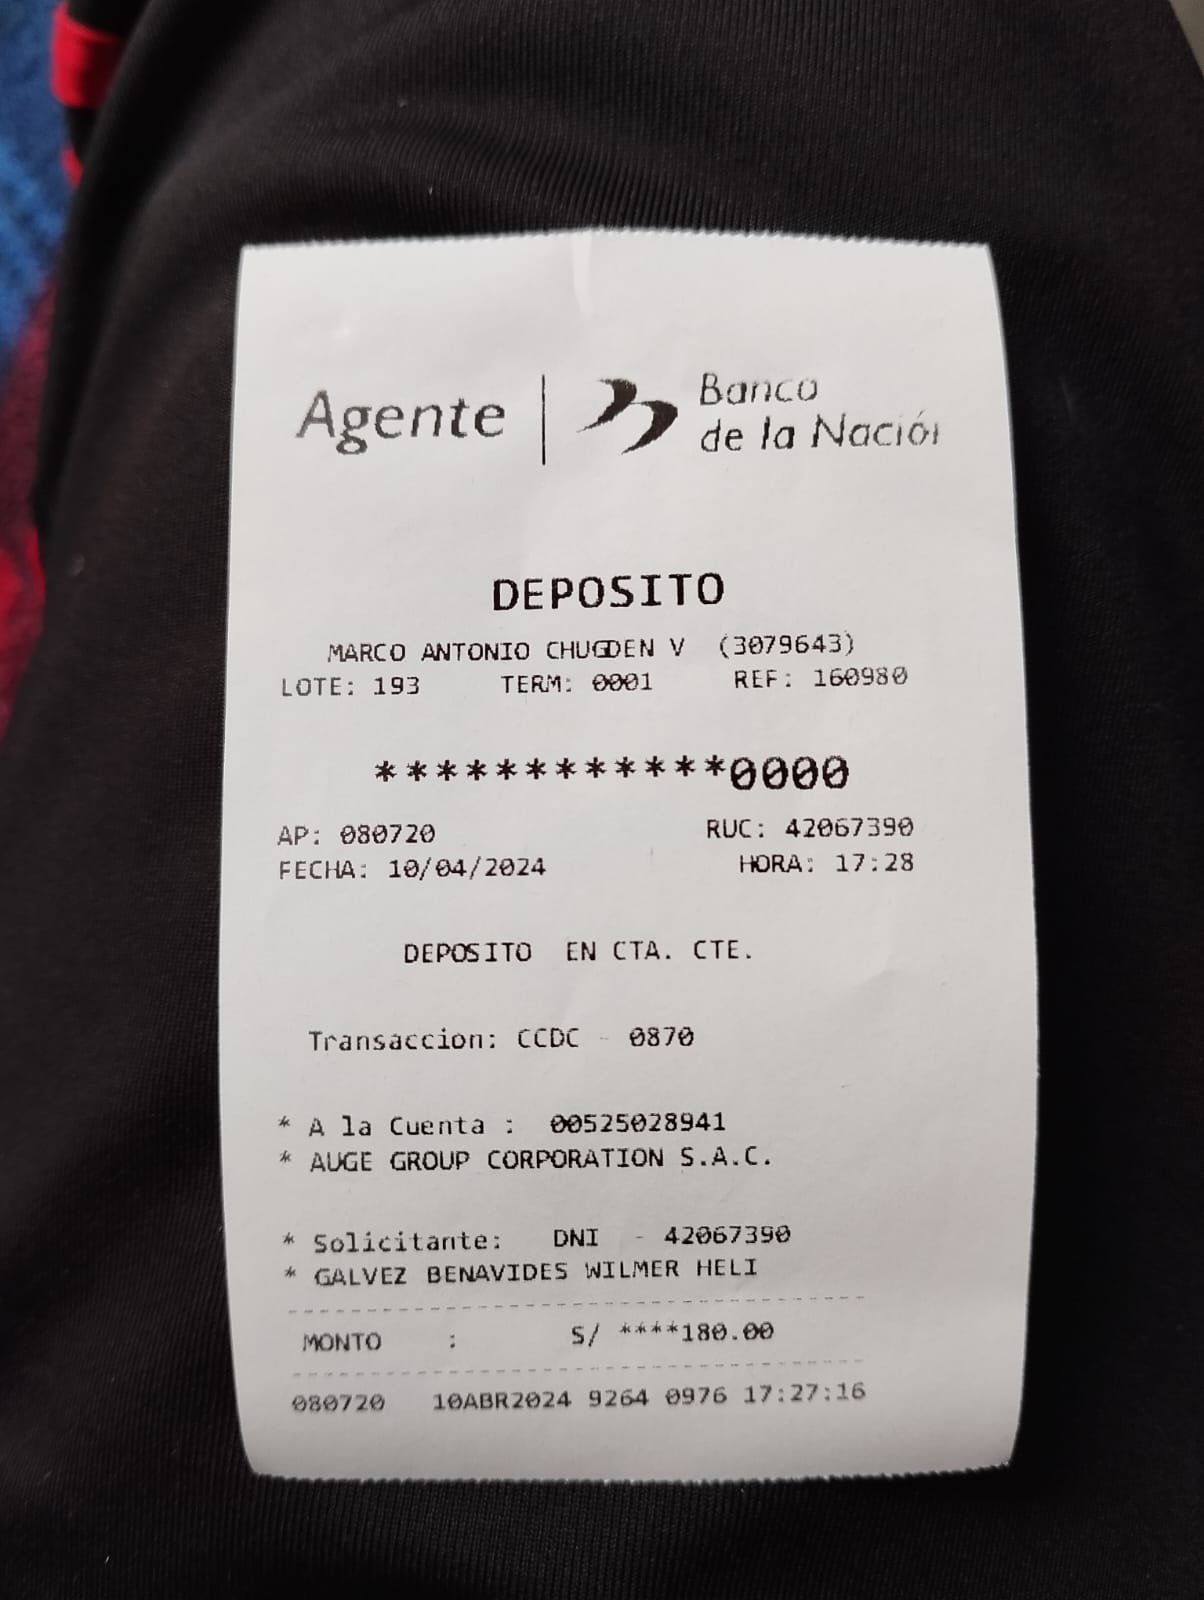 Agente | Banco
de la Nación
DEPOSITO
MARCO ANTONIO CHUGDEN V (3079643)
LOTE: 193 TERM: 0001 REF: 160980
************0000
AP: 080720 RUC: 42067390
FECHA: 10/04/2024 HORA: 17:28
DEPOSITO EN CTA. CTE.
Transaccion: CCDC - 0870
* A la Cuenta : 00525028941
* AUGE GROUP CORPORATION S.A.C.
* Solicitante: DNI - 42067390
* GALVEZ BENAVIDES WILMER HELI
MONTO : S/ ****180.00
080720 10ABR2024 9264 0976 17:27:16